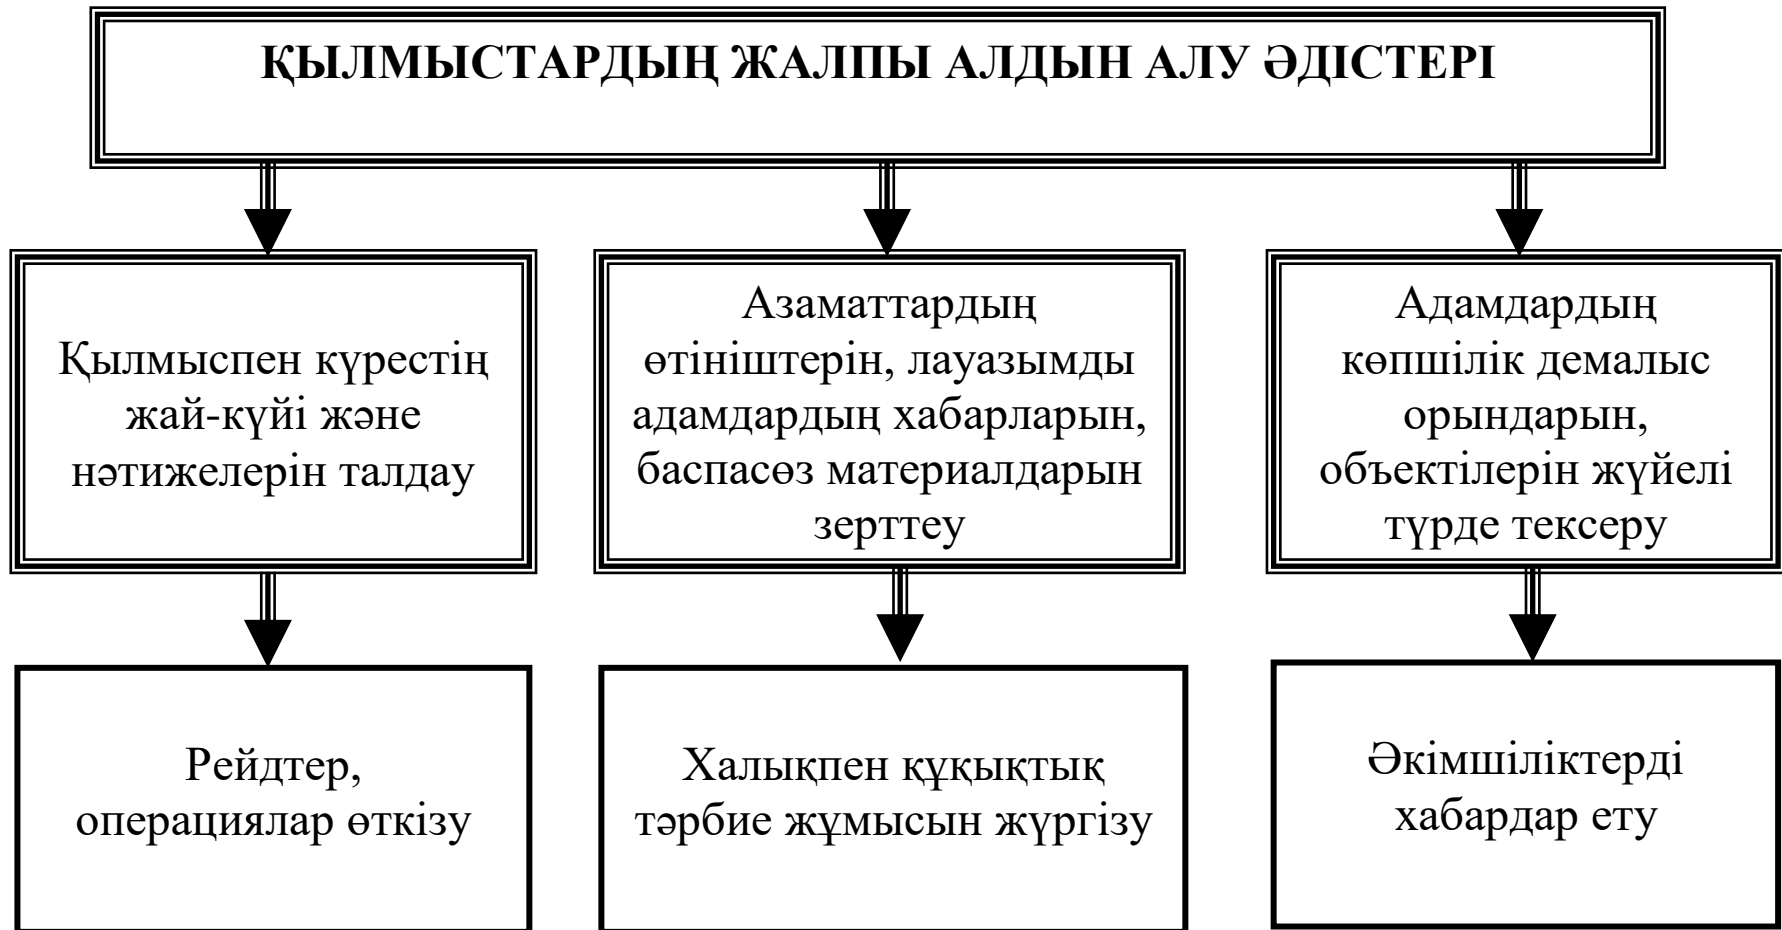 ҚЫЛМЫСТАРДЫҢ ЖАЛПЫ АЛДЫН АЛУ ӘДІСТЕРІ
Қылмыспен күрестің
жай-күйі және
нәтижелерін талдау
Азаматтардың
өтініштерін, лауазымды
адамдардың хабарларын,
баспасөз материалдарын
зерттеу
Адамдардың
көпшілік демалыс
орындарын,
объектілерін жүйелі
түрде тексеру
Рейдтер,
операциялар өткізу
Халықпен құқықтық
тәрбие жұмысын жүргізу
Әкімшіліктерді
хабардар ету